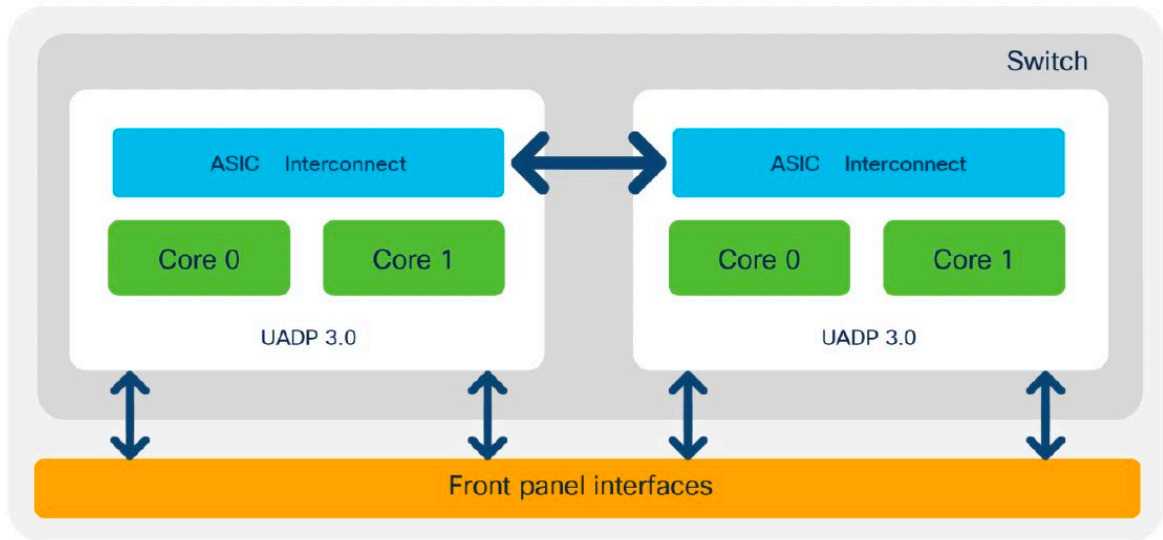 Switch
ASIC Interconnect
ASIC Interconnect
Core 0
Core 1
Core 0
Core 1
UADP 3.0
UADP 3.0
Front panel interfaces